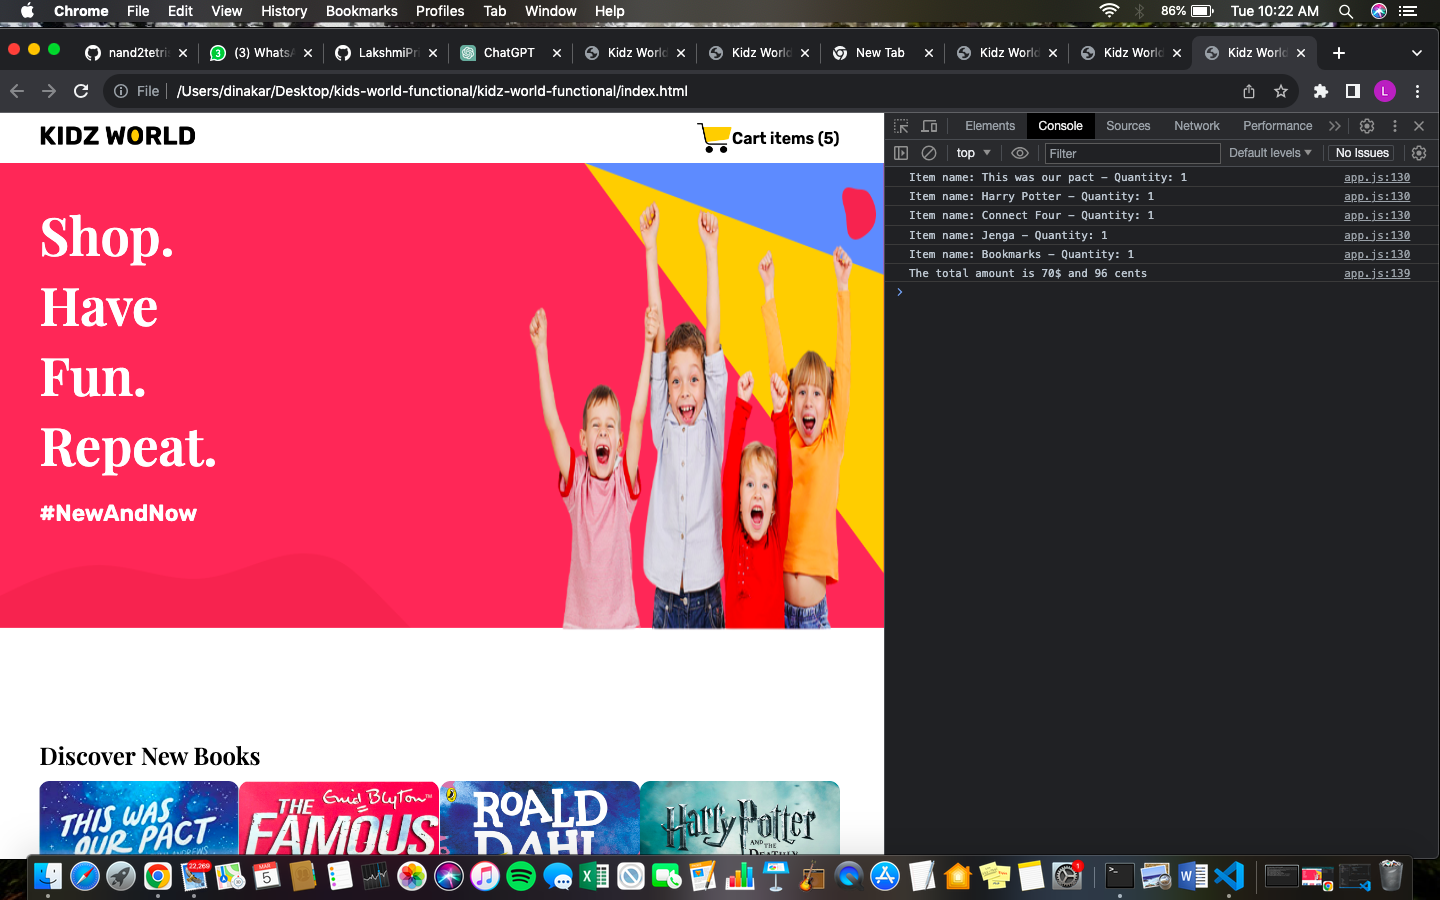 Chrome File Edit View History Bookmarks Profiles Tab Window Help 86% Tue 10:22 AM
nand2tetri (3) WhatsA LakshmiPri ChatGPT Kidz World Kidz World New Tab Kidz World Kidz World Kidz World
File /Users/dinakar/Desktop/kids-world-functional/kidz-world-functional/index.html L
KIDZ WORLD Cart items (5)
Elements Console Sources Network Performance
top Filter Default levels No Issues
Item name: This was our pact – Quantity: 1 app.js:130
Item name: Harry Potter – Quantity: 1 app.js:130
Item name: Connect Four – Quantity: 1 app.js:130
Item name: Jenga – Quantity: 1 app.js:130
Item name: Bookmarks – Quantity: 1 app.js:130
The total amount is 70$ and 96 cents app.js:139
Shop.
Have
Fun.
Repeat.
#NewAndNow
Discover New Books
THIS WAS
OUR PACT
THE Enid Blyton™
FAMOUS
ROALD
DAHL
Harry Potter
AND THE
22,269
MAR
5
1